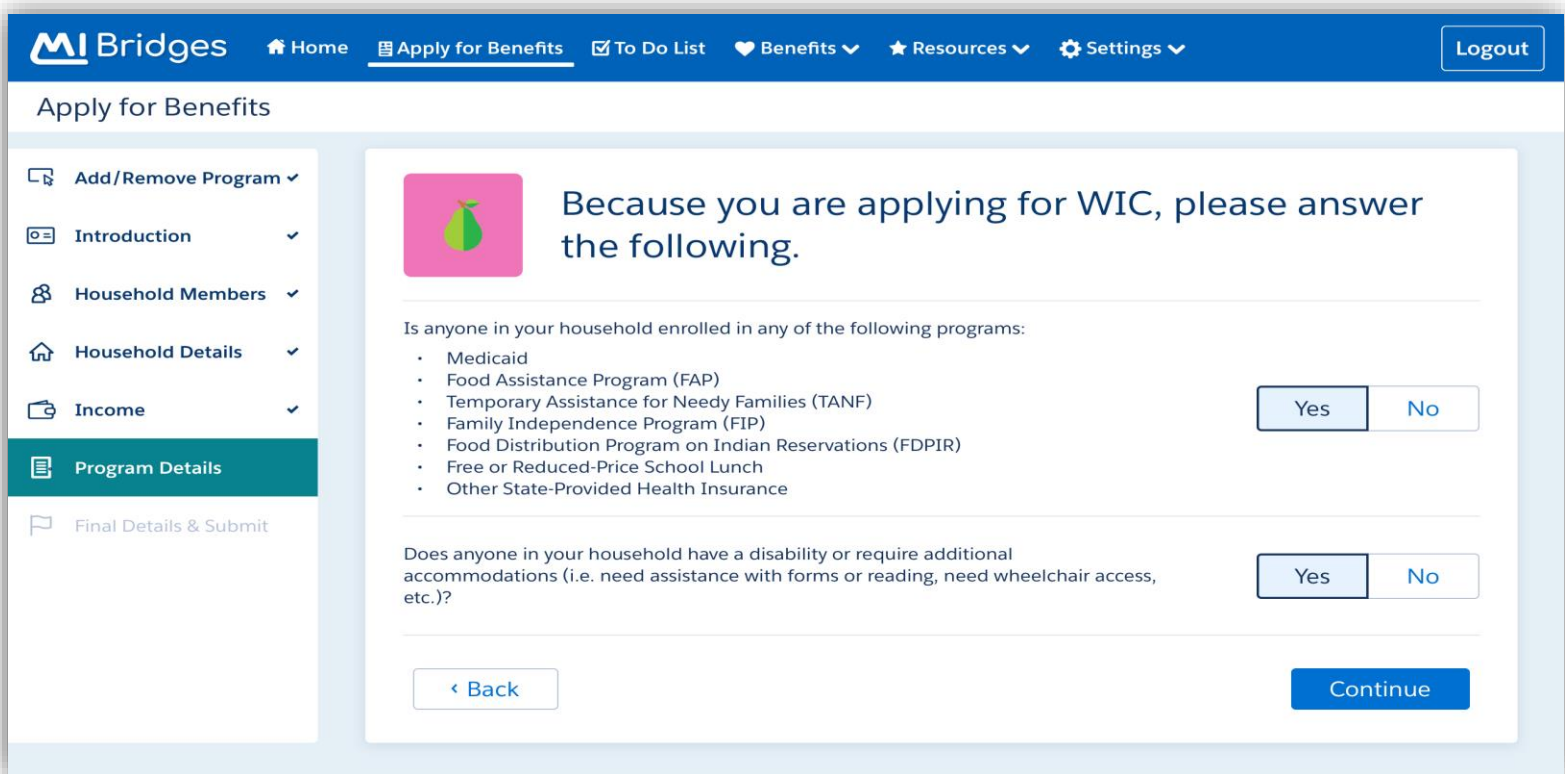 MI Bridges Home Apply for Benefits To Do List Benefits Resources Settings Logout
Apply for Benefits
Add/Remove Program
Introduction
Household Members
Household Details
Income
Program Details
Final Details & Submit
Because you are applying for WIC, please answer
the following.
Is anyone in your household enrolled in any of the following programs:
• Medicaid
• Food Assistance Program (FAP)
• Temporary Assistance for Needy Families (TANF)
• Family Independence Program (FIP)
• Food Distribution Program on Indian Reservations (FDPIR)
• Free or Reduced-Price School Lunch
• Other State-Provided Health Insurance
Yes No
Does anyone in your household have a disability or require additional
accommodations (i.e. need assistance with forms or reading, need wheelchair access,
etc.)?
Yes No
‹ Back Continue